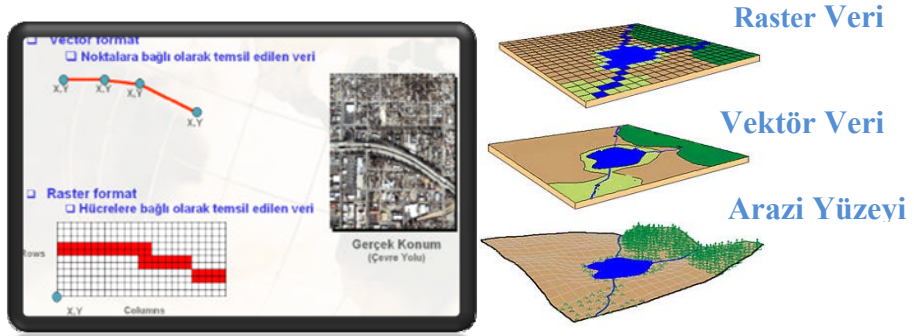 Vector format
Noktalara bağlı olarak temsil edilen veri
X,Y
X,Y
X,Y
X,Y
Raster format
Hücrelere bağlı olarak temsil edilen veri
Rows
X,Y
Columns
Gerçek Konum
(Çevre Yolu)
Raster Veri
Vektör Veri
Arazi Yüzeyi